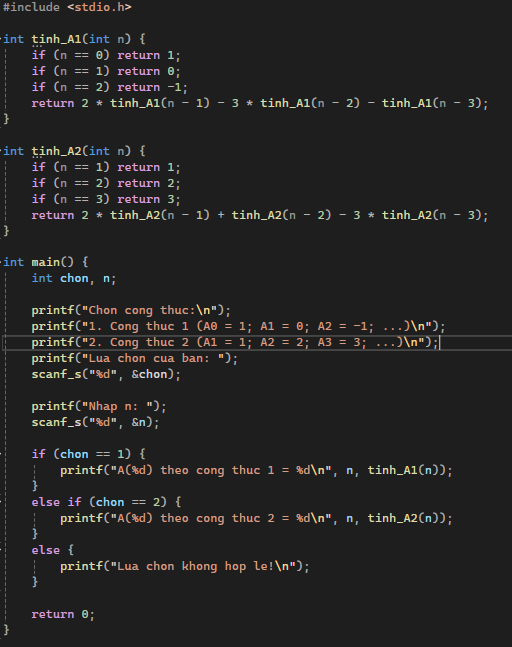 #include <stdio.h>
int tinh_A1(int n) {
if (n == 0) return 1;
if (n == 1) return 0;
if (n == 2) return -1;
return 2 * tinh_A1(n - 1) - 3 * tinh_A1(n - 2) - tinh_A1(n - 3);
}
int tinh_A2(int n) {
if (n == 1) return 1;
if (n == 2) return 2;
if (n == 3) return 3;
return 2 * tinh_A2(n - 1) + tinh_A2(n - 2) - 3 * tinh_A2(n - 3);
}
int main() {
int chon, n;
printf("Chon cong thuc:\n");
printf("1. Cong thuc 1 (A0 = 1; A1 = 0; A2 = -1; ...)\n");
printf("2. Cong thuc 2 (A1 = 1; A2 = 2; A3 = 3; ...)\n");
printf("Lua chon cua ban: ");
scanf_s("%d", &chon);
printf("Nhap n: ");
scanf_s("%d", &n);
if (chon == 1) {
printf("A(%d) theo cong thuc 1 = %d\n", n, tinh_A1(n));
}
else if (chon == 2) {
printf("A(%d) theo cong thuc 2 = %d\n", n, tinh_A2(n));
}
else {
printf("Lua chon khong hop le!\n");
}
return 0;
}